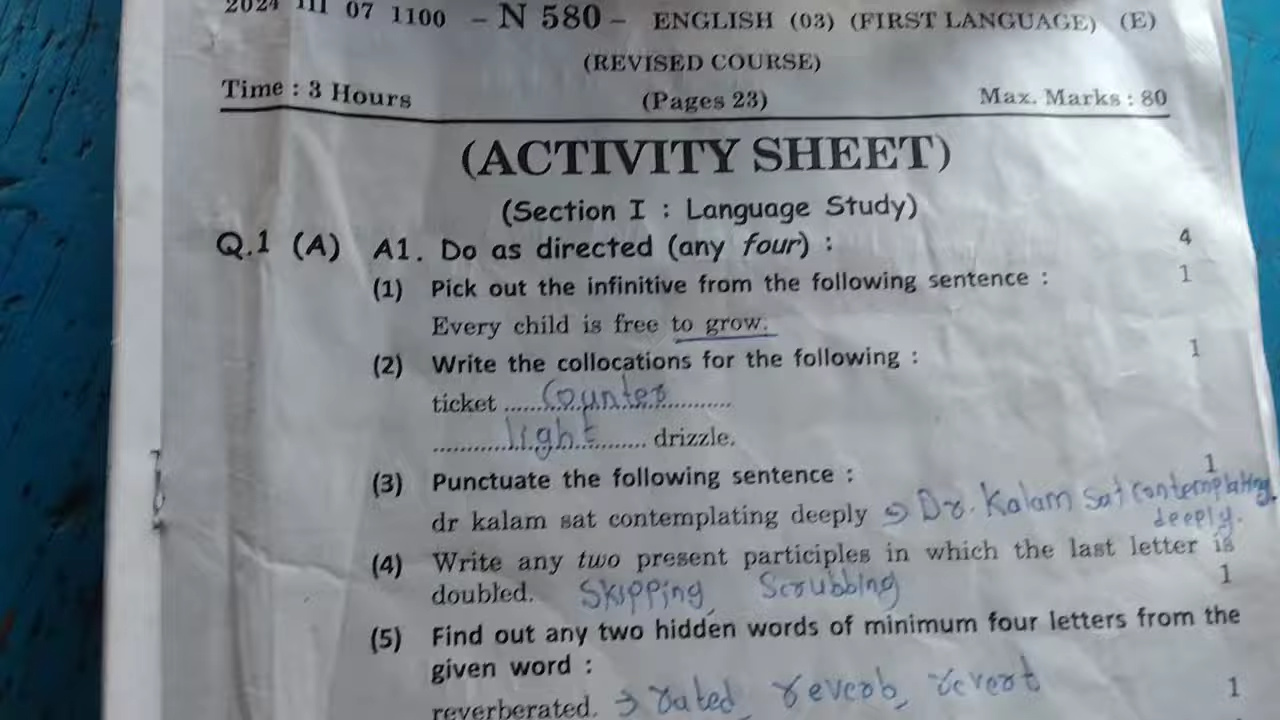 2024 III 07 1100 - N 580 - ENGLISH (03) (FIRST LANGUAGE) (E)
(REVISED COURSE)
Time : 3 Hours (Pages 23) Max. Marks : 80
(ACTIVITY SHEET)
(Section I : Language Study)
Q.1 (A) A1. Do as directed (any four) : 4
(1) Pick out the infinitive from the following sentence : 1
Every child is free to grow.
(2) Write the collocations for the following : 1
ticket ....... Counter ............
............ light ......... drizzle.
(3) Punctuate the following sentence : 1
dr kalam sat contemplating deeply → Dr. Kalam sat contemplating
deeply.
(4) Write any two present participles in which the last letter is
doubled. Skipping, Scrubbing 1
(5) Find out any two hidden words of minimum four letters from the
given word :
reverberated. → rated, reverb, revert 1